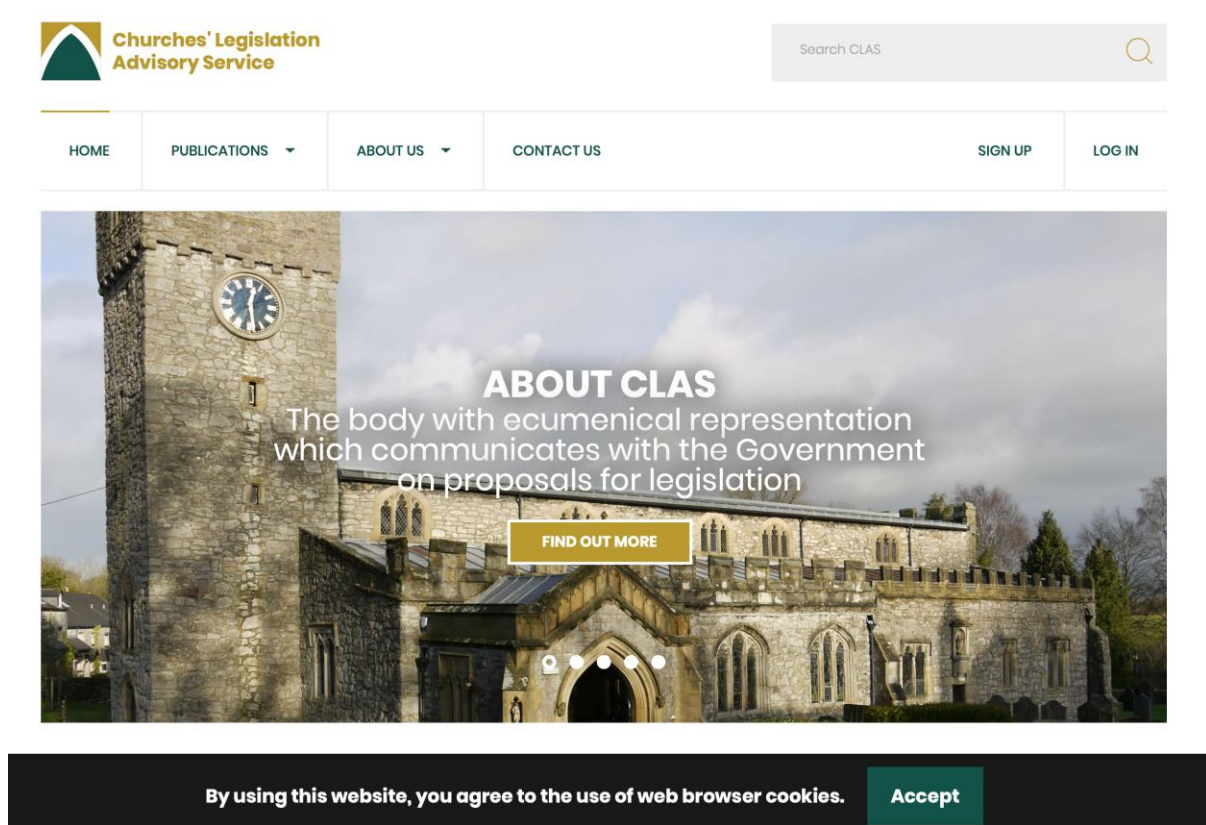 Churches' Legislation
Advisory Service
Search CLAS
HOME
PUBLICATIONS
ABOUT US
CONTACT US
SIGN UP
LOG IN
ABOUT CLAS
The body with ecumenical representation
which communicates with the Government
on proposals for legislation
FIND OUT MORE
By using this website, you agree to the use of web browser cookies.
Accept